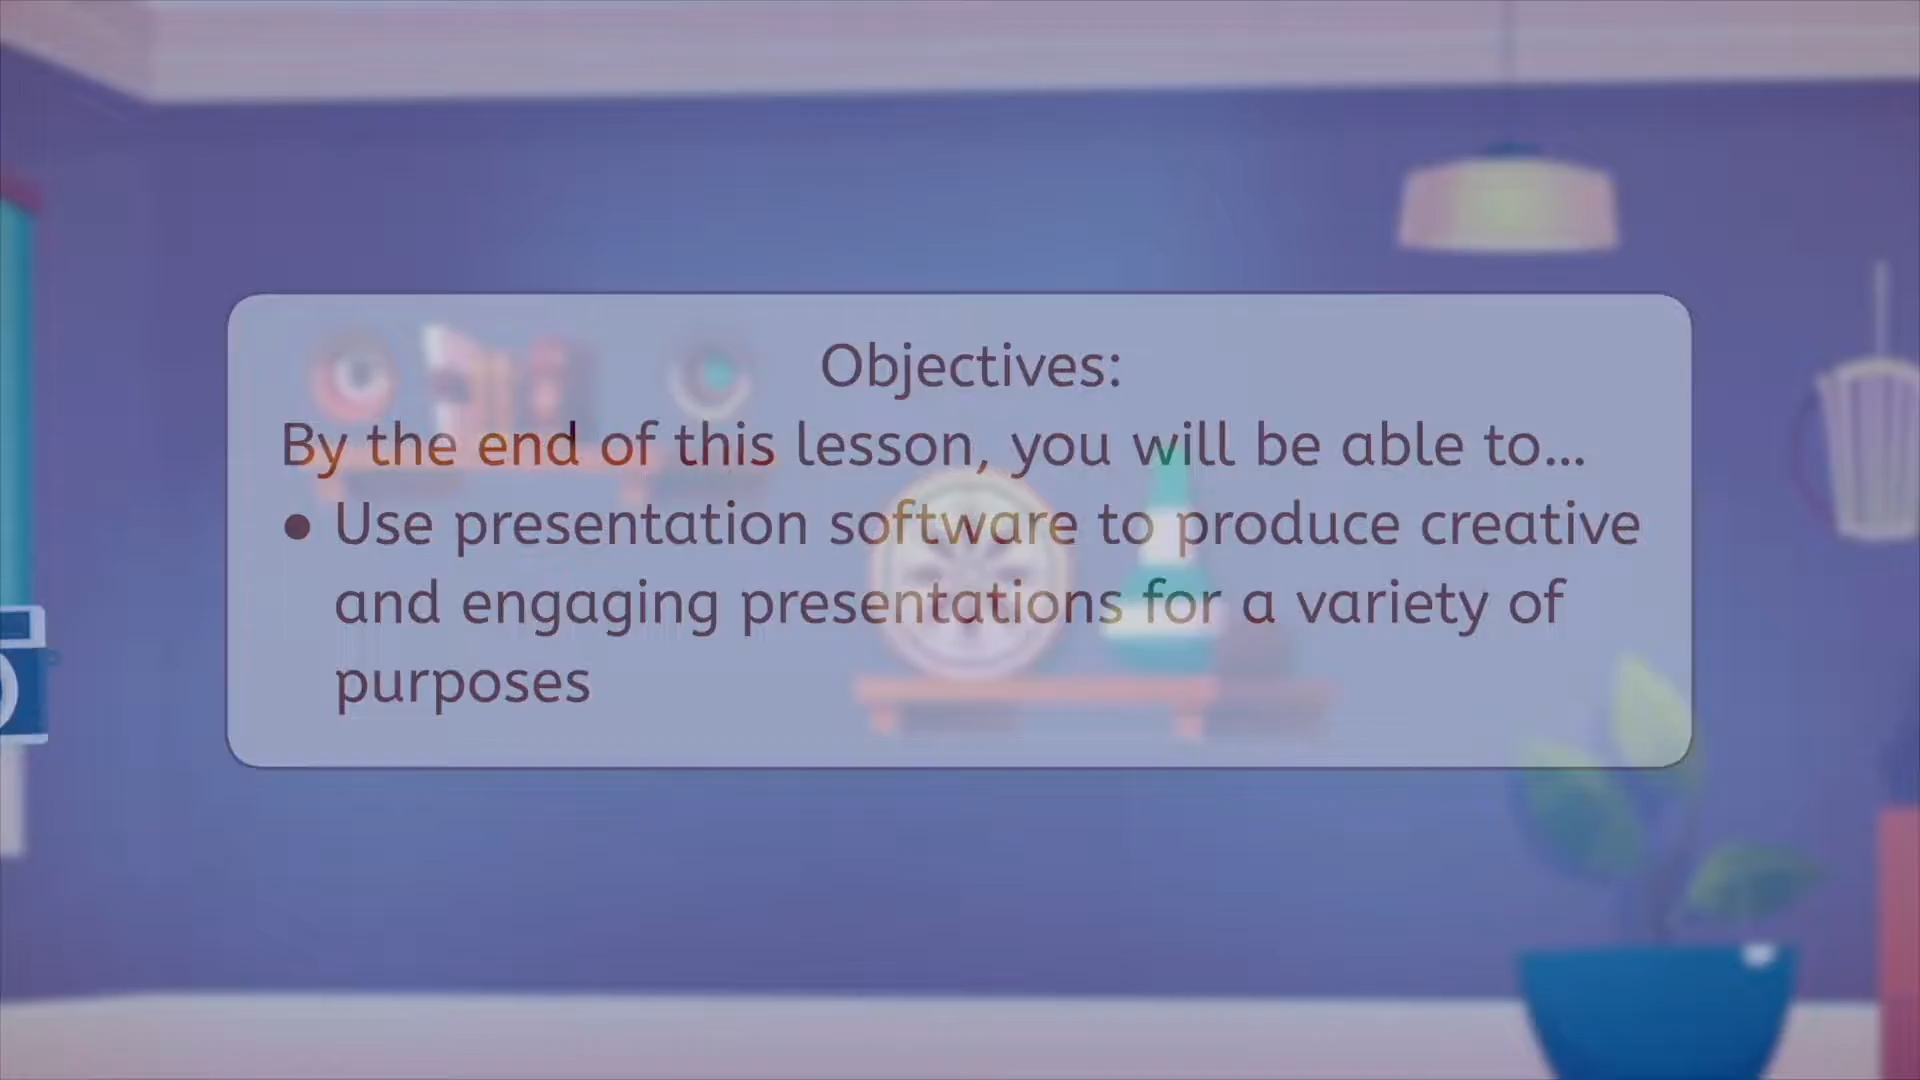 Objectives:
By the end of this lesson, you will be able to...
● Use presentation software to produce creative
and engaging presentations for a variety of
purposes